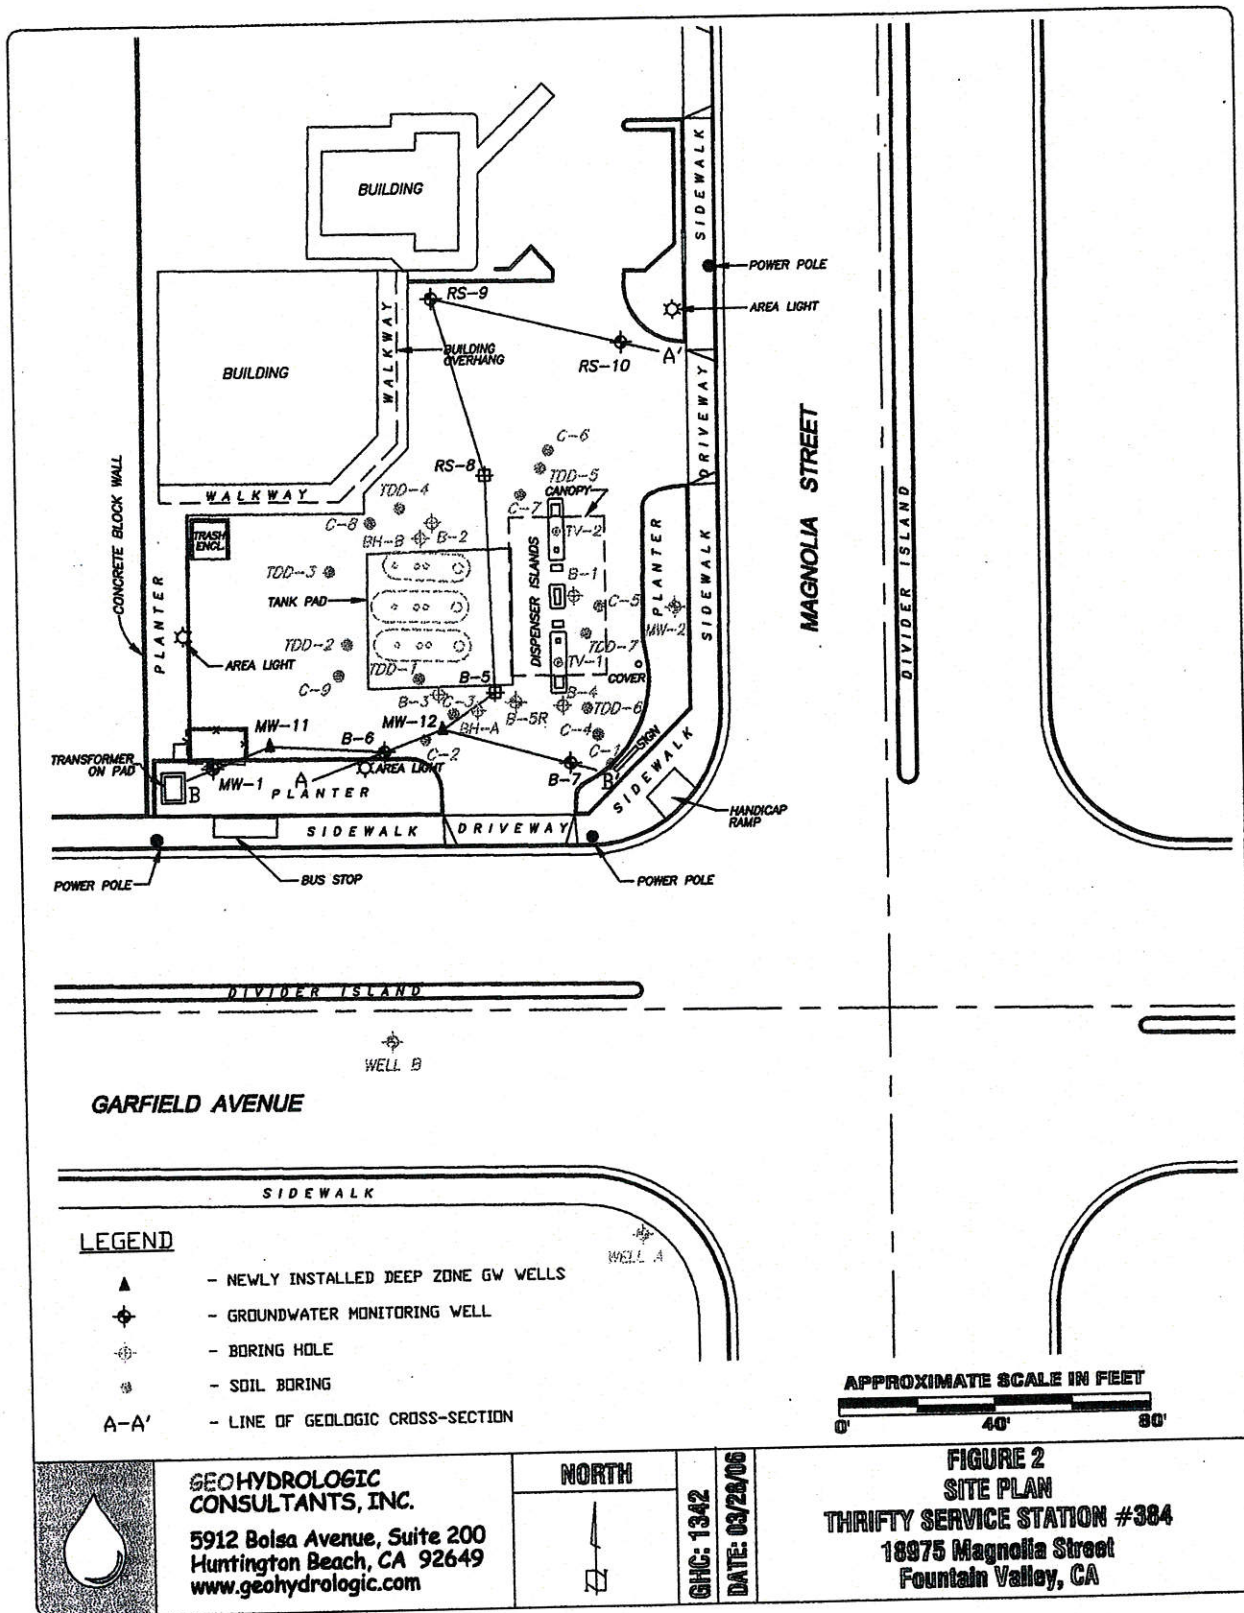 BUILDING
SIDEWALK
POWER POLE
RS-9
AREA LIGHT
WALKWAY
BUILDING
OVERHANG
RS-10
A'
BUILDING
DRIVEWAY
MAGNOLIA STREET
CONCRETE BLOCK WALL
C-6
RS-8
TDD-5
CANOPY
WALKWAY
TDD-4
C-7
DIVIDER ISLAND
C-8
TRASH
ENCL.
BH-B
B-2
TV-2
PLANTER
SIDEWALK
DISPENSER ISLANDS
TDD-3
B-1
TANK PAD
C-5
MW-2
PLANTER
TDD-2
TDD-7
AREA LIGHT
TDD-1
TV-1
COVER
C-9
B-5
B-3
C-3
B-4
MW-12
BH-A
B-5R
TDD-6
MW-11
B-6
C-4
SIGN
C-2
C-1
TRANSFORMER
ON PAD
AREA LIGHT
B
MW-1
A
B-7
B'
PLANTER
SIDEWALK
HANDICAP
RAMP
SIDEWALK
DRIVEWAY
POWER POLE
BUS STOP
POWER POLE
DIVIDER ISLAND
WELL B
GARFIELD AVENUE
SIDEWALK
WELL A
LEGEND
- NEWLY INSTALLED DEEP ZONE GW WELLS
- GROUNDWATER MONITORING WELL
- BORING HOLE
- SOIL BORING
A-A' - LINE OF GEOLOGIC CROSS-SECTION
APPROXIMATE SCALE IN FEET
0' 40' 80'
GEOHYDROLOGIC
CONSULTANTS, INC.
5912 Bolsa Avenue, Suite 200
Huntington Beach, CA 92649
www.geohydrologic.com
NORTH
GHC: 1342
DATE: 03/28/06
FIGURE 2
SITE PLAN
THRIFTY SERVICE STATION #384
18975 Magnolia Street
Fountain Valley, CA